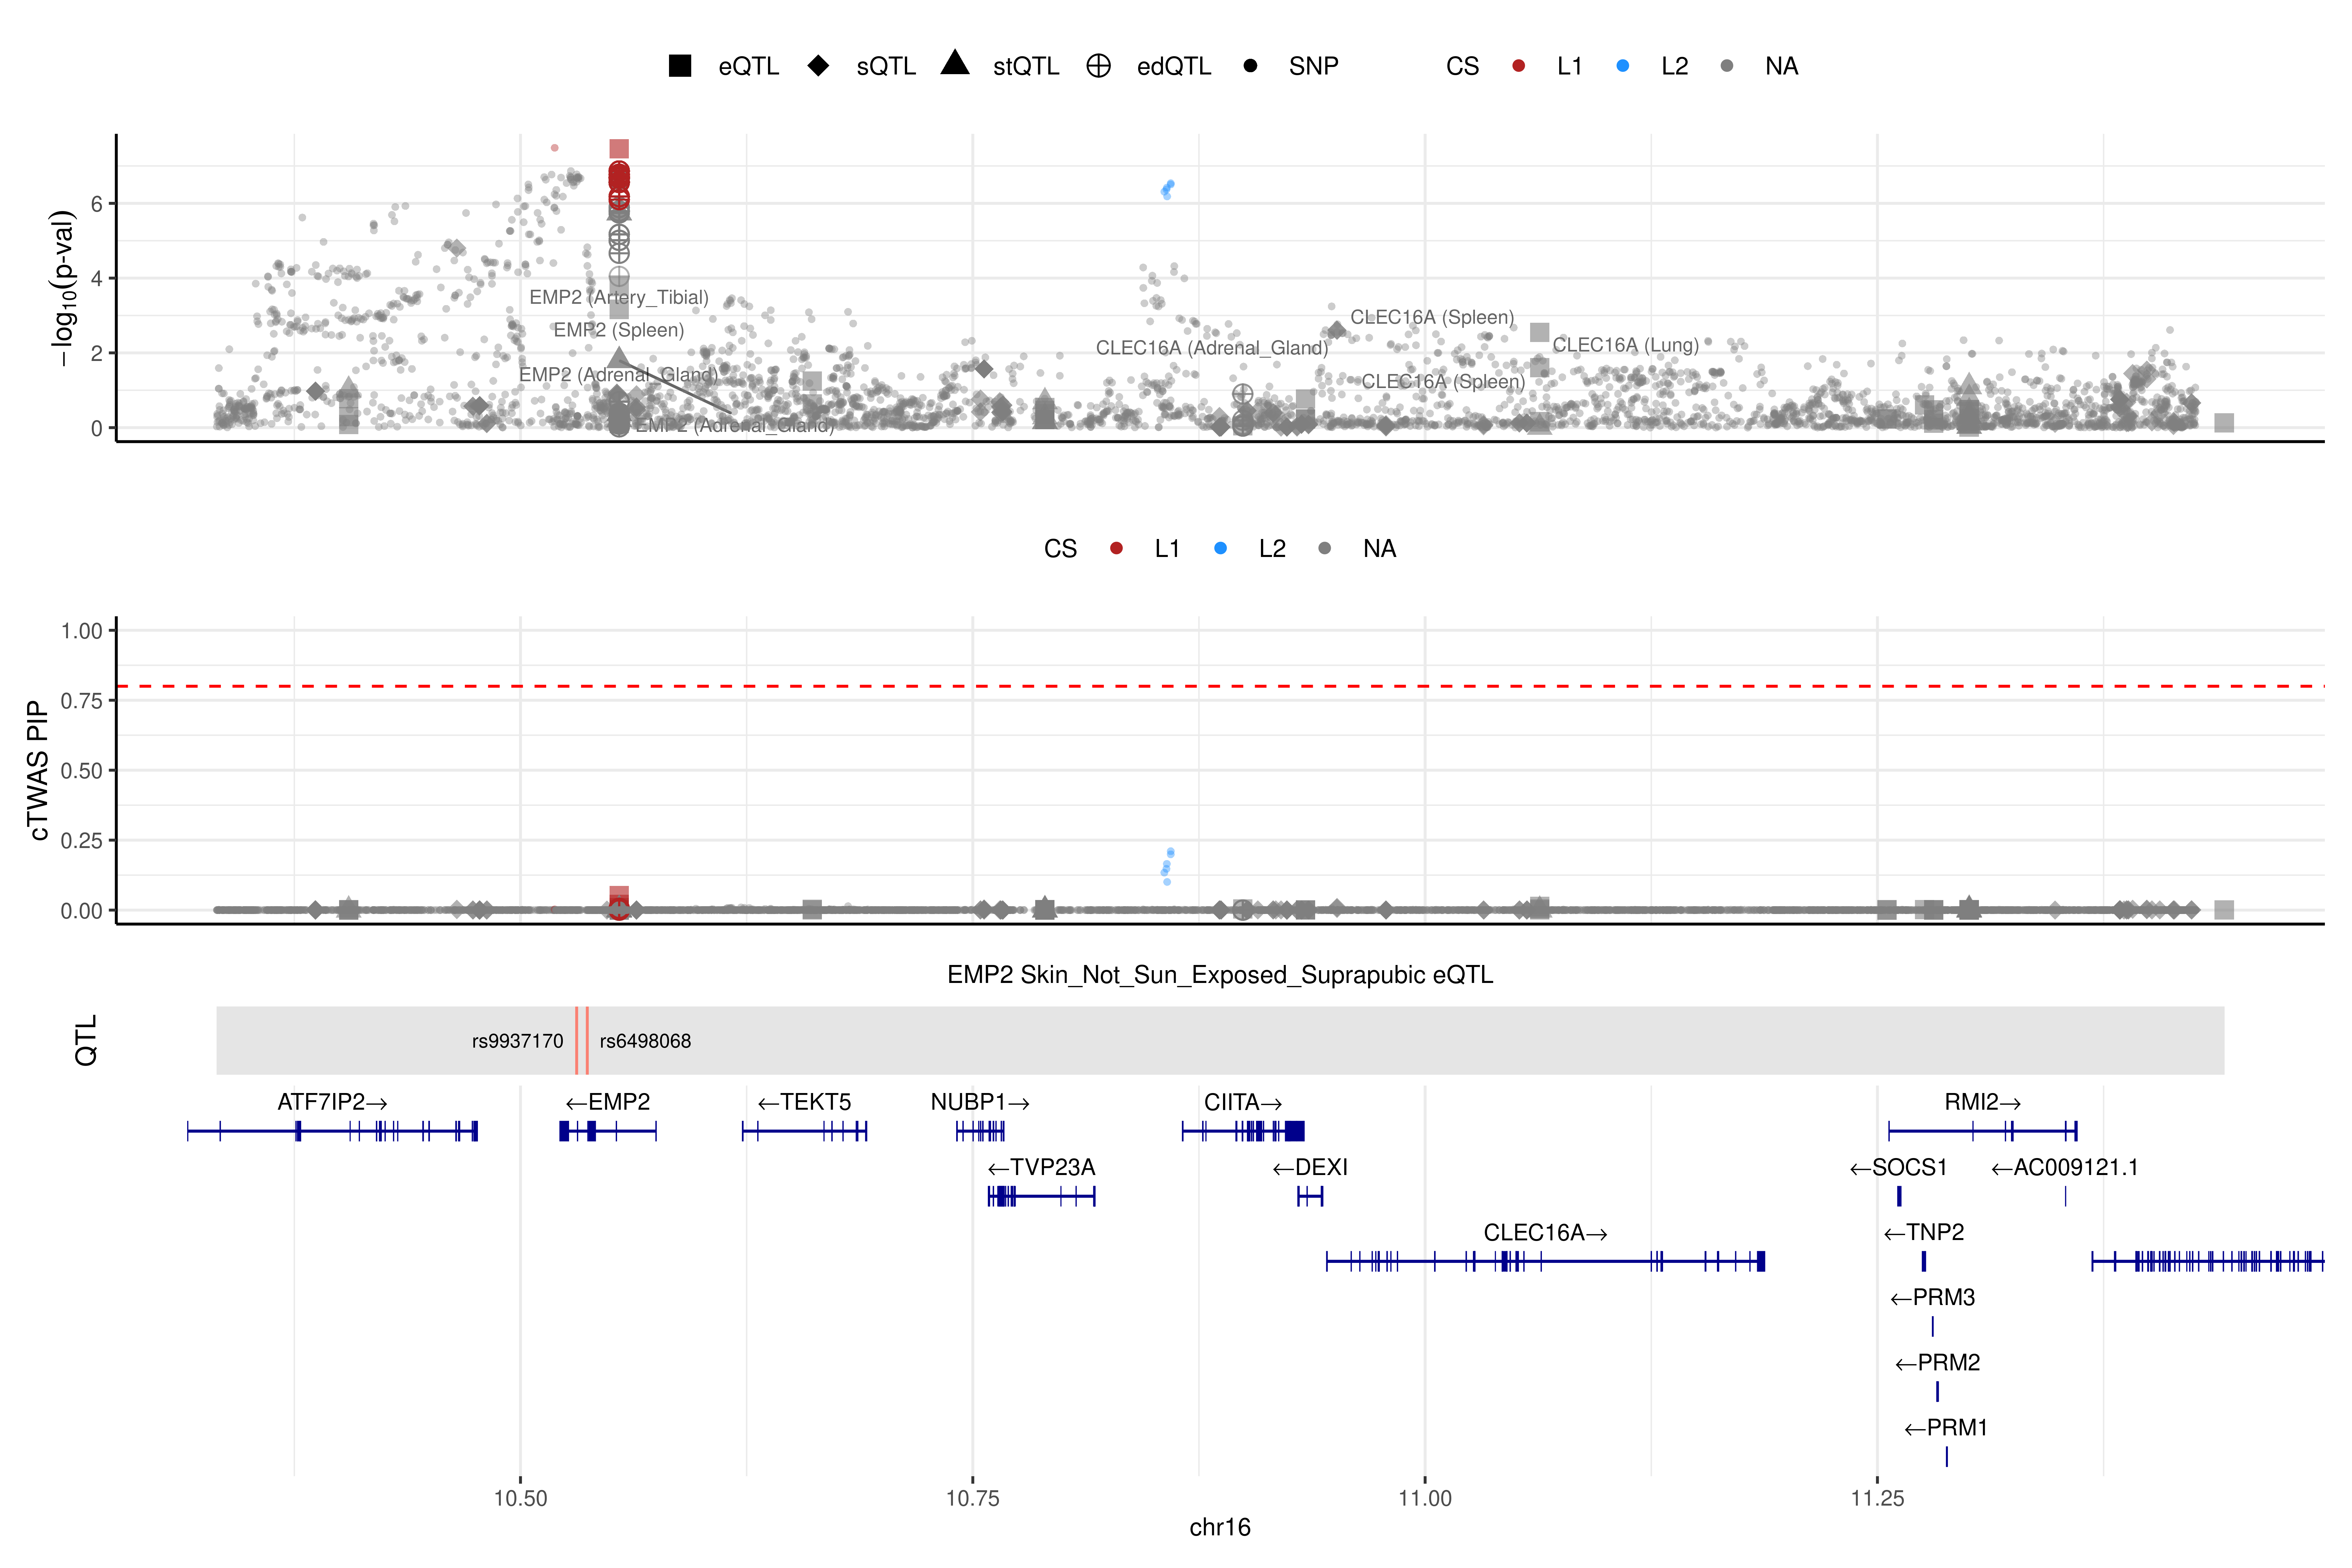 eQTL sQTL stQTL edQTL SNP CS L1 L2 NA
−log10(p-val)
6
4
2
0
EMP2 (Artery_Tibial)
EMP2 (Spleen)
EMP2 (Adrenal_Gland)
EMP2 (Adrenal_Gland)
CLEC16A (Spleen)
CLEC16A (Adrenal_Gland)
CLEC16A (Lung)
CLEC16A (Spleen)
CS L1 L2 NA
cTWAS PIP
1.00
0.75
0.50
0.25
0.00
EMP2 Skin_Not_Sun_Exposed_Suprapubic eQTL
QTL
rs9937170 rs6498068
ATF7IP2→ ←EMP2 ←TEKT5 NUBP1→ CIITA→ RMI2→
←TVP23A ←DEXI ←SOCS1 ←AC009121.1
CLEC16A→ ←TNP2
←PRM3
←PRM2
←PRM1
10.50 10.75 11.00 11.25
chr16